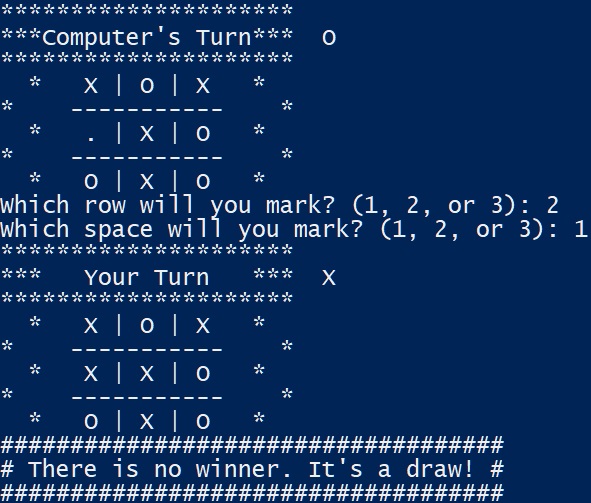 *********************
***Computer's Turn***  O
*********************
  *   X | O | X   *
*    -----------    *
  *   . | X | O   *
*    -----------    *
  *   O | X | O   *
Which row will you mark? (1, 2, or 3): 2
Which space will you mark? (1, 2, or 3): 1
*********************
***   Your Turn   ***  X
*********************
  *   X | O | X   *
*    -----------    *
  *   X | X | O   *
*    -----------    *
  *   O | X | O   *
####################################
# There is no winner. It's a draw! #
####################################